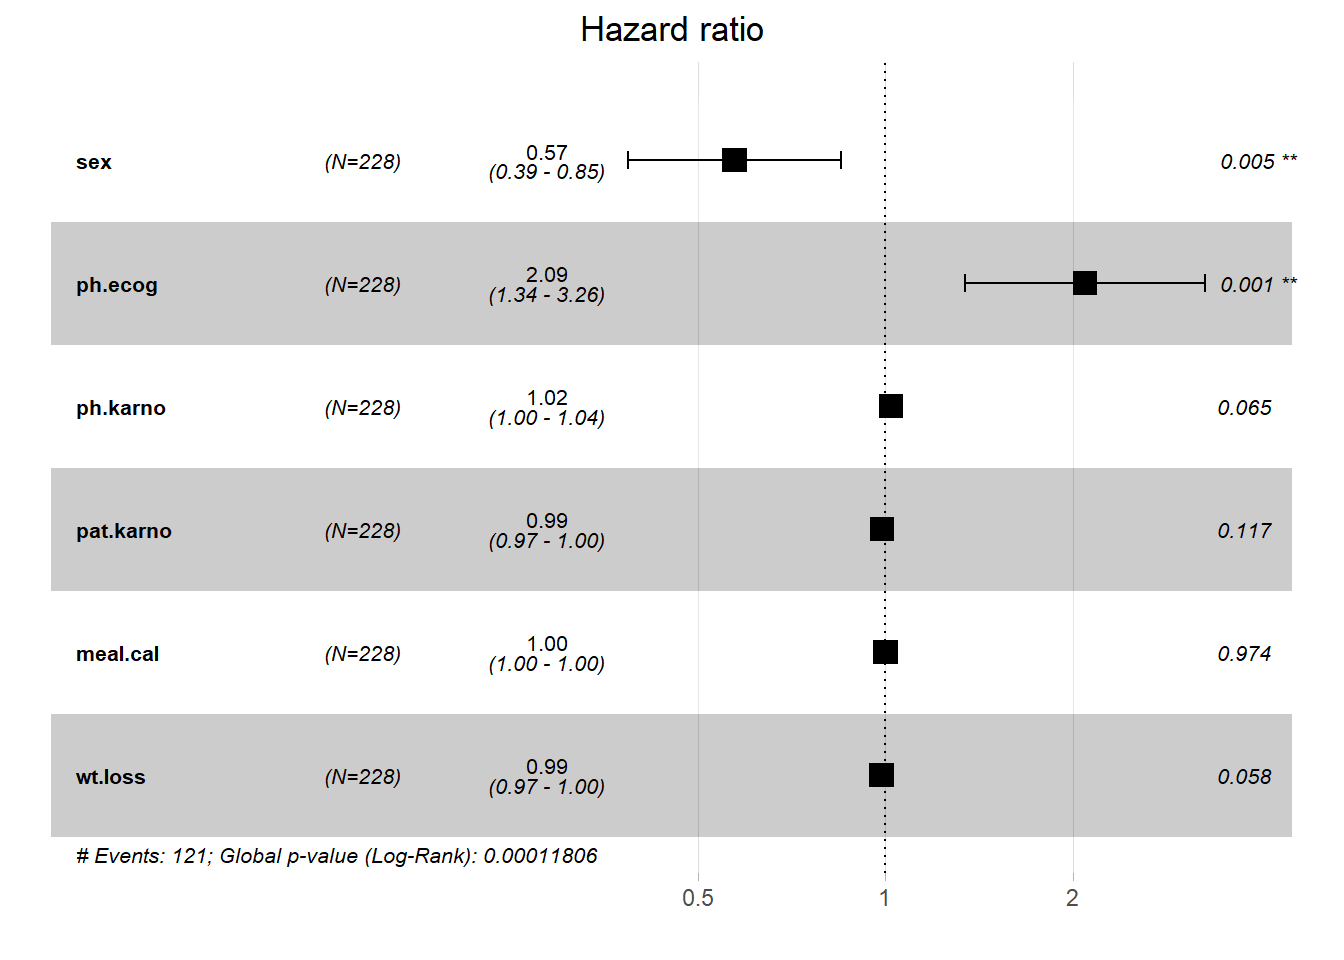 Hazard ratio
sex (N=228) 0.57 0.005 **
(0.39 - 0.85)
ph.ecog (N=228) 2.09 0.001 **
(1.34 - 3.26)
ph.karno (N=228) 1.02 0.065
(1.00 - 1.04)
pat.karno (N=228) 0.99 0.117
(0.97 - 1.00)
meal.cal (N=228) 1.00 0.974
(1.00 - 1.00)
wt.loss (N=228) 0.99 0.058
(0.97 - 1.00)
# Events: 121; Global p-value (Log-Rank): 0.00011806
0.5 1 2